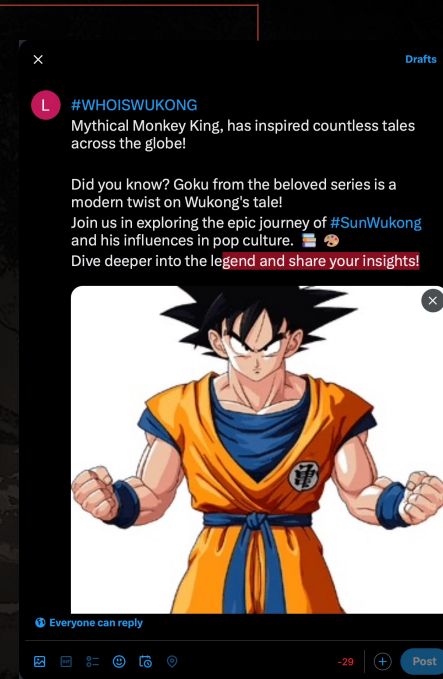 Drafts
L
#WHOISWUKONG
Mythical Monkey King, has inspired countless tales
across the globe!
Did you know? Goku from the beloved series is a
modern twist on Wukong's tale!
Join us in exploring the epic journey of #SunWukong
and his influences in pop culture. 📚 🎨
Dive deeper into the legend and share your insights!
Everyone can reply
GIF
-29
Post